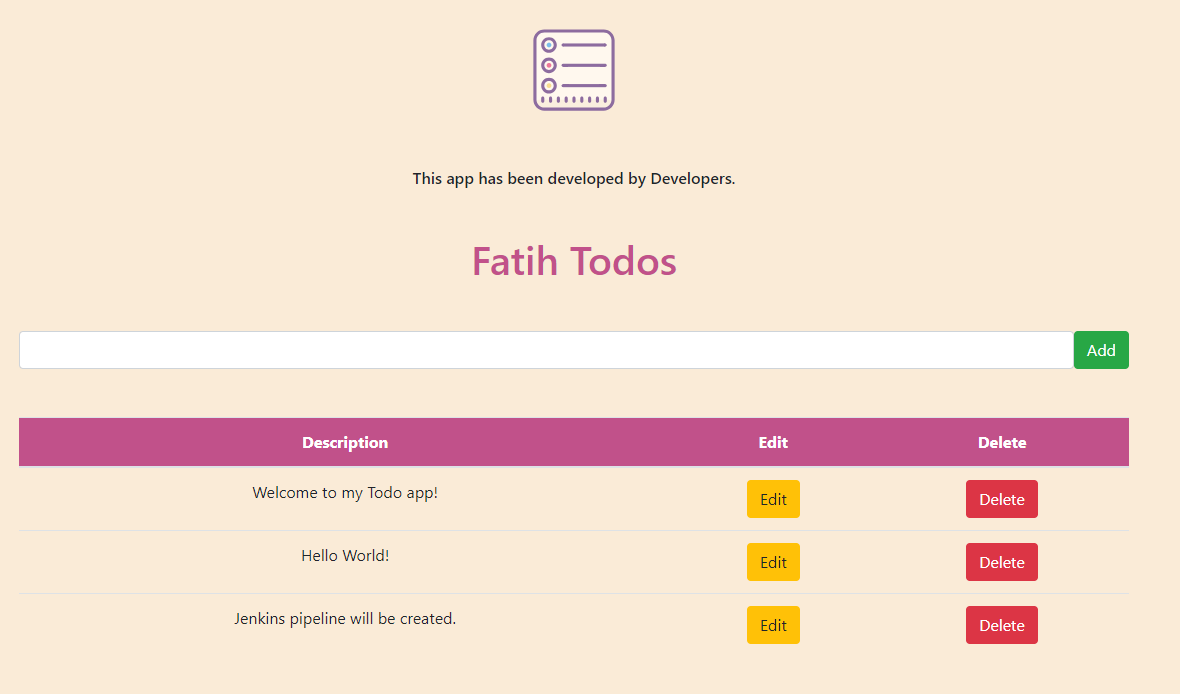 This app has been developed by Developers.
Fatih Todos
Add
Description Edit Delete
Welcome to my Todo app! Edit Delete
Hello World! Edit Delete
Jenkins pipeline will be created. Edit Delete